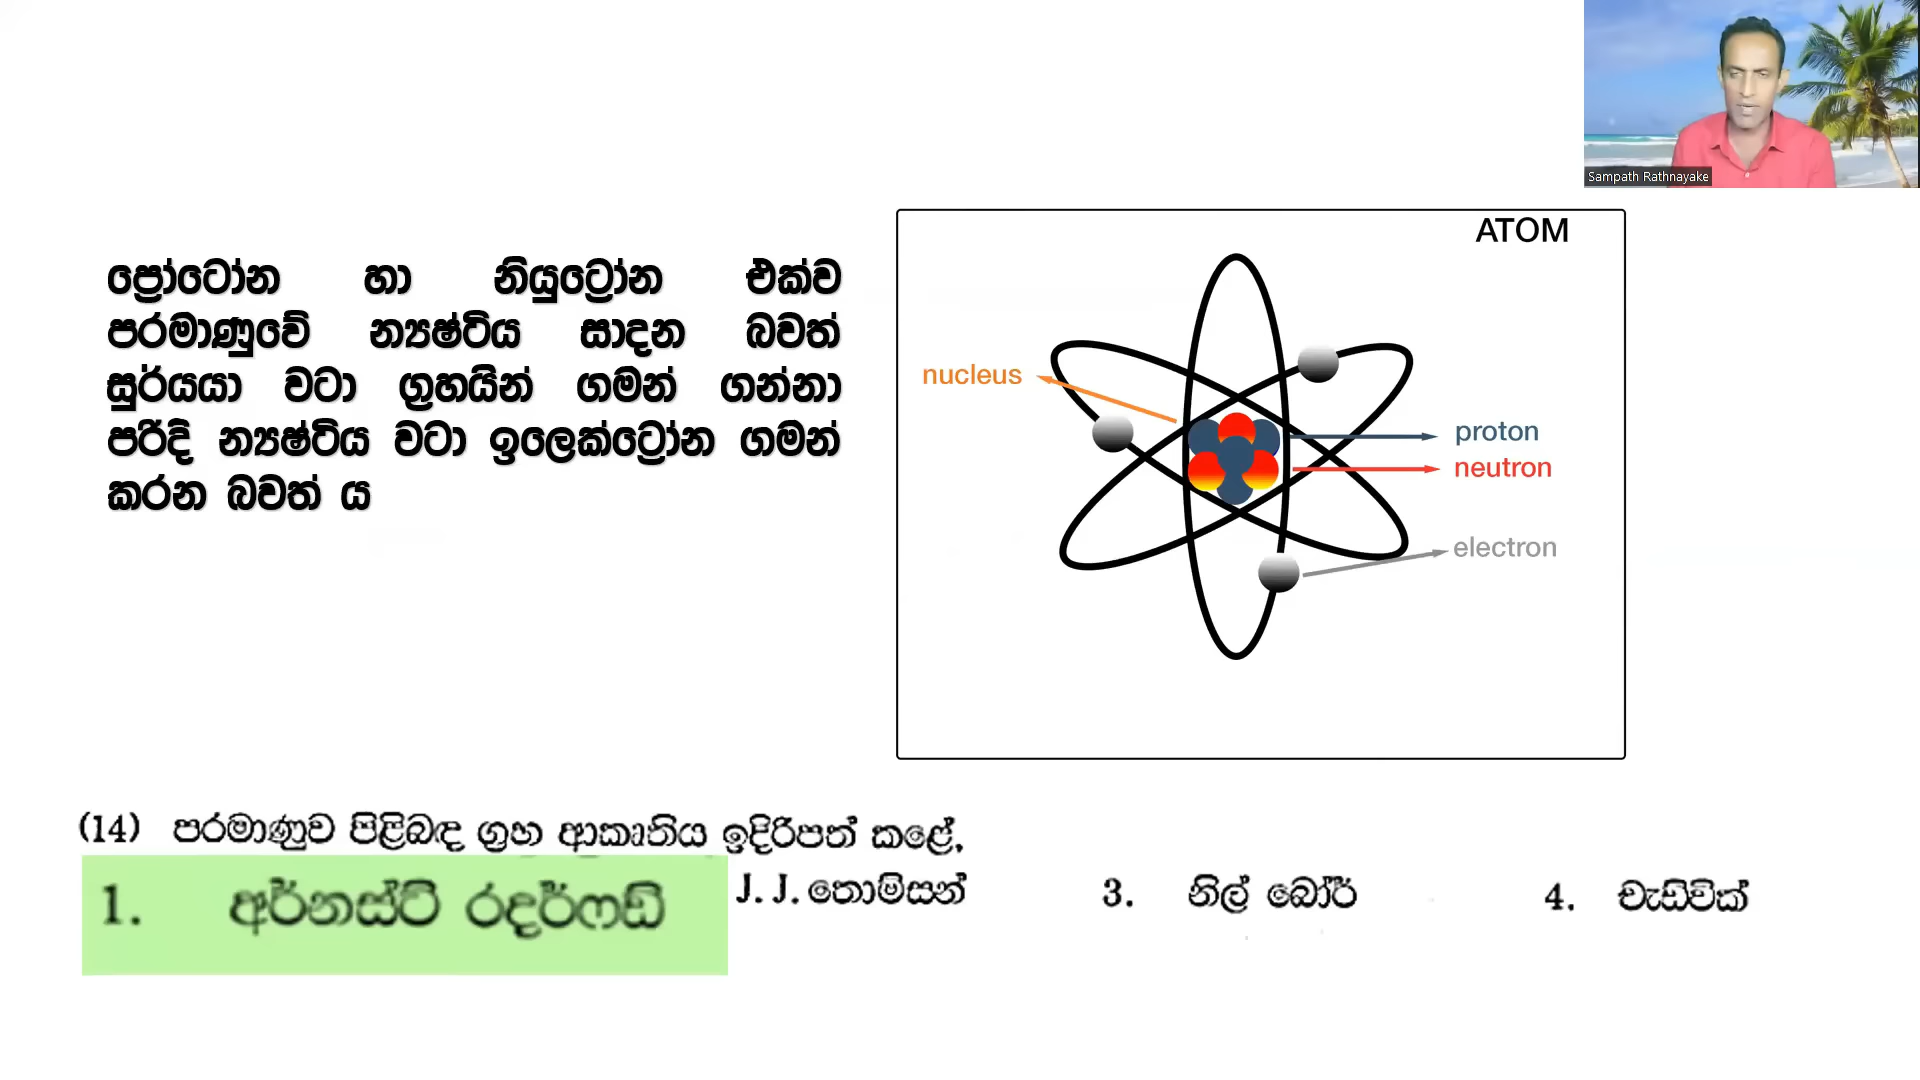 Sampath Rathnayake
ATOM
ප්‍රෝටෝන හා නියුට්‍රෝන එක්ව
පරමාණුවේ න්‍යෂ්ටිය සාදන බවත්
සූර්යයා වටා ග්‍රහයින් ගමන් ගන්නා
පරිදි න්‍යෂ්ටිය වටා ඉලෙක්ට්‍රෝන ගමන්
කරන බවත් ය
nucleus
proton
neutron
electron
(14) පරමාණුව පිළිබඳ ග්‍රහ ආකෘතිය ඉදිරිපත් කළේ,
1. අර්නස්ට් රදර්ෆඩ් J. J. තොම්සන් 3. නිල් බෝර් 4. චැඩ්වික්